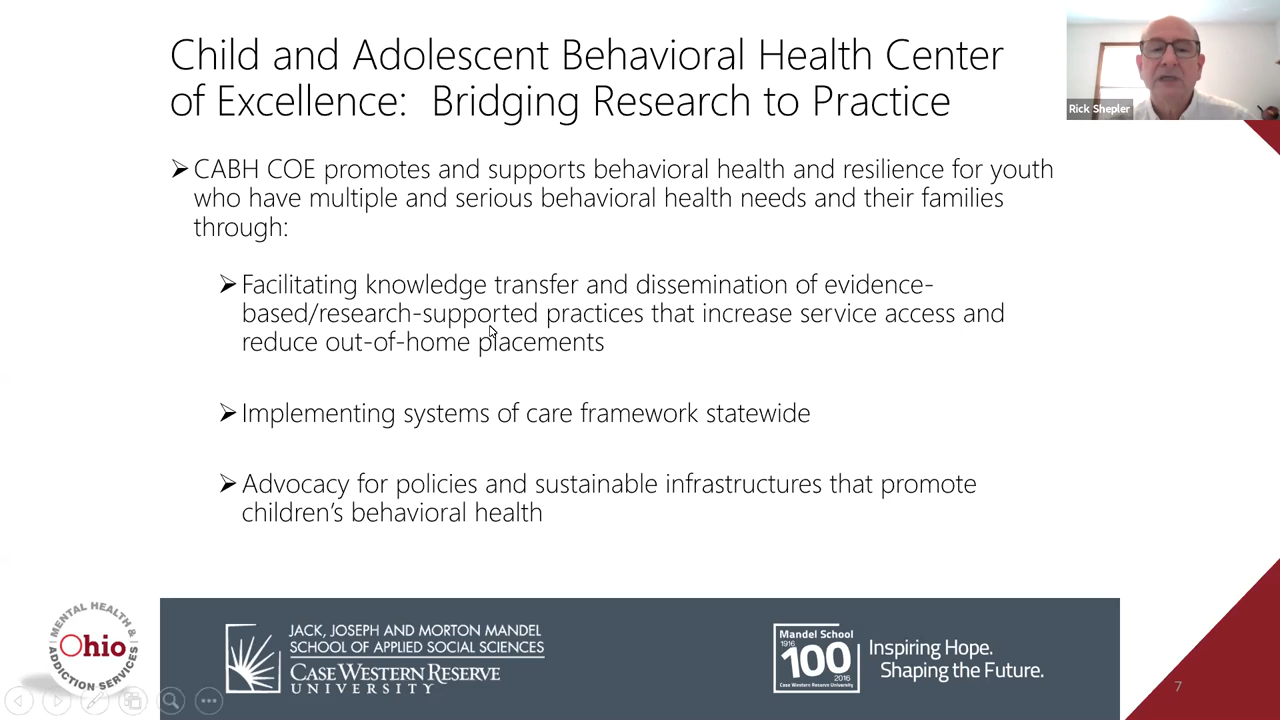 Child and Adolescent Behavioral Health Center
of Excellence:  Bridging Research to Practice
Rick Shepler
CABH COE promotes and supports behavioral health and resilience for youth
who have multiple and serious behavioral health needs and their families
through:
Facilitating knowledge transfer and dissemination of evidence-
based/research-supported practices that increase service access and
reduce out-of-home placements
Implementing systems of care framework statewide
Advocacy for policies and sustainable infrastructures that promote
children’s behavioral health
MENTAL HEALTH &
Ohio
ADDICTION SERVICES
JACK, JOSEPH AND MORTON MANDEL
SCHOOL OF APPLIED SOCIAL SCIENCES
CASE WESTERN RESERVE
UNIVERSITY
Mandel School
1916
100
2016
Case Western Reserve University
Inspiring Hope.
Shaping the Future.
7